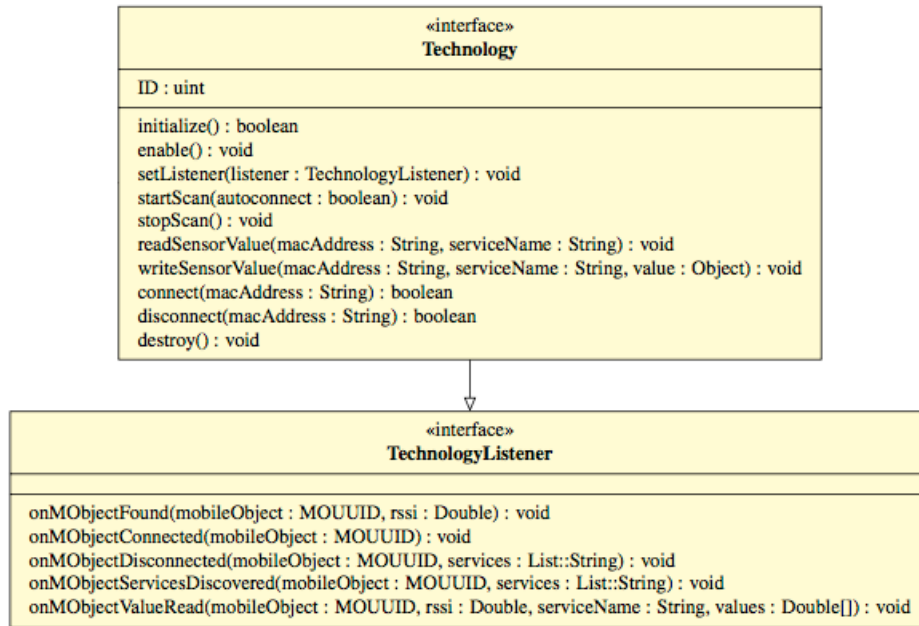 «interface»
Technology
ID : uint
initialize() : boolean
enable() : void
setListener(listener : TechnologyListener) : void
startScan(autoconnect : boolean) : void
stopScan() : void
readSensorValue(macAddress : String, serviceName : String) : void
writeSensorValue(macAddress : String, serviceName : String, value : Object) : void
connect(macAddress : String) : boolean
disconnect(macAddress : String) : boolean
destroy() : void
«interface»
TechnologyListener
onMObjectFound(mobileObject : MOUUID, rssi : Double) : void
onMObjectConnected(mobileObject : MOUUID) : void
onMObjectDisconnected(mobileObject : MOUUID, services : List::String) : void
onMObjectServicesDiscovered(mobileObject : MOUUID, services : List::String) : void
onMObjectValueRead(mobileObject : MOUUID, rssi : Double, serviceName : String, values : Double[]) : void